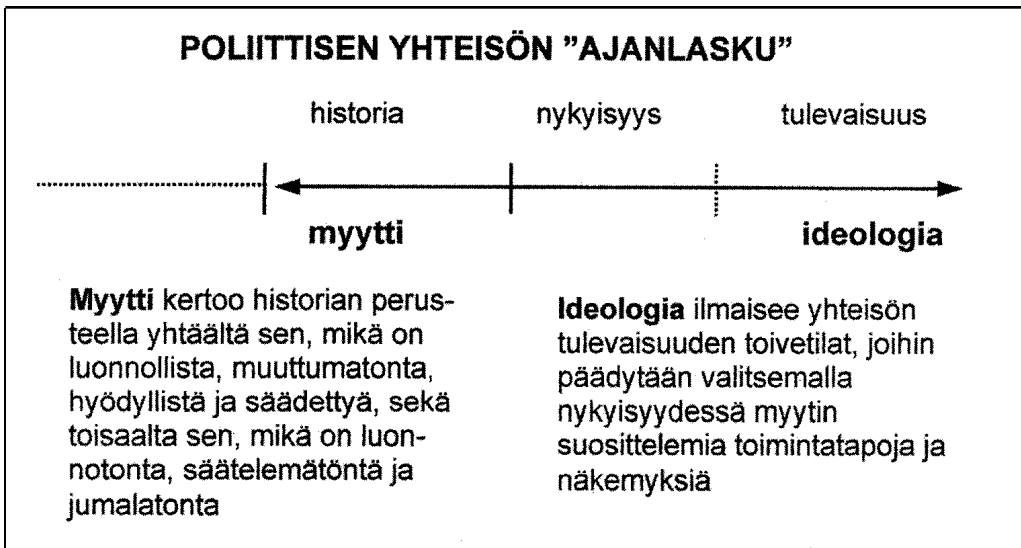 POLIITTISEN YHTEISÖN ”AJANLASKU”
historia nykyisyys tulevaisuus
myytti ideologia
Myytti kertoo historian perus-
teella yhtäältä sen, mikä on
luonnollista, muuttumatonta,
hyödyllistä ja säädettyä, sekä
toisaalta sen, mikä on luon-
notonta, säätelemätöntä ja
jumalatonta
Ideologia ilmaisee yhteisön
tulevaisuuden toivetilat, joihin
päädytään valitsemalla
nykyisyydessä myytin
suosittelemia toimintatapoja ja
näkemyksiä